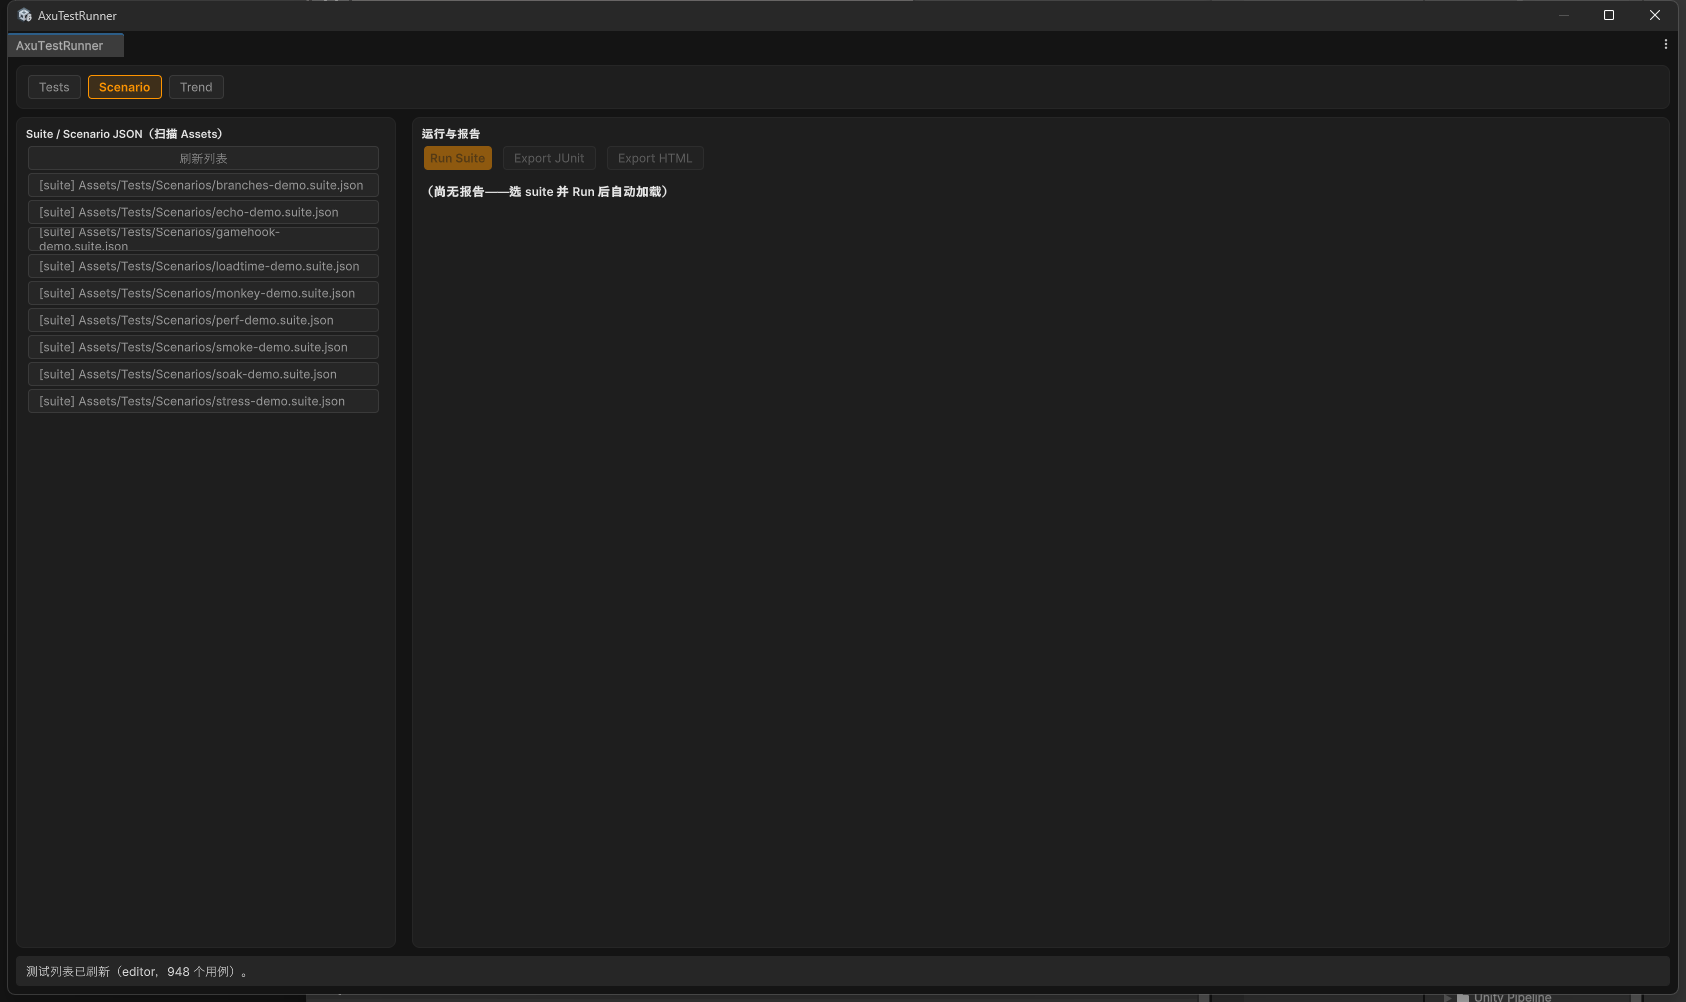 AxuTestRunner
AxuTestRunner
Tests
Scenario
Trend
Suite / Scenario JSON（扫描 Assets）
刷新列表
[suite] Assets/Tests/Scenarios/branches-demo.suite.json
[suite] Assets/Tests/Scenarios/echo-demo.suite.json
[suite] Assets/Tests/Scenarios/gamehook-
demo.suite.json
[suite] Assets/Tests/Scenarios/loadtime-demo.suite.json
[suite] Assets/Tests/Scenarios/monkey-demo.suite.json
[suite] Assets/Tests/Scenarios/perf-demo.suite.json
[suite] Assets/Tests/Scenarios/smoke-demo.suite.json
[suite] Assets/Tests/Scenarios/soak-demo.suite.json
[suite] Assets/Tests/Scenarios/stress-demo.suite.json
运行与报告
Run Suite
Export JUnit
Export HTML
（尚无报告——选 suite 并 Run 后自动加载）
测试列表已刷新（editor，948 个用例）。
Unity Pipeline